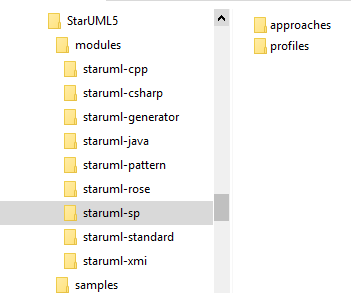 StarUML5
modules
staruml-cpp
staruml-csharp
staruml-generator
staruml-java
staruml-pattern
staruml-rose
staruml-sp
staruml-standard
staruml-xmi
samples
approaches
profiles